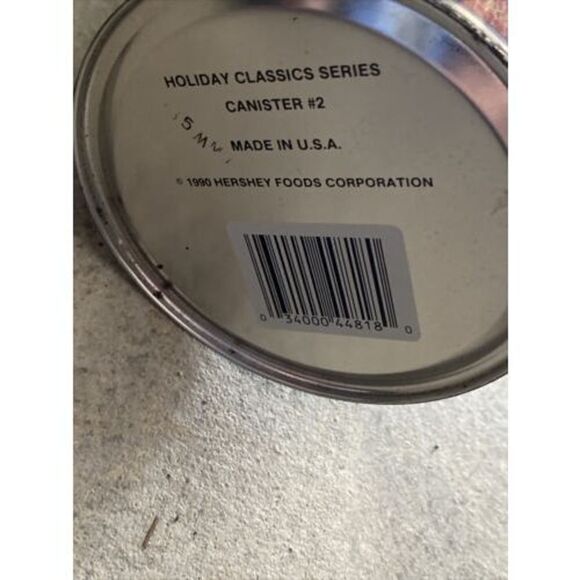 HOLIDAY CLASSICS SERIES
CANISTER #2
MADE IN U.S.A.
© 1990 HERSHEY FOODS CORPORATION
0 34000 44818 0